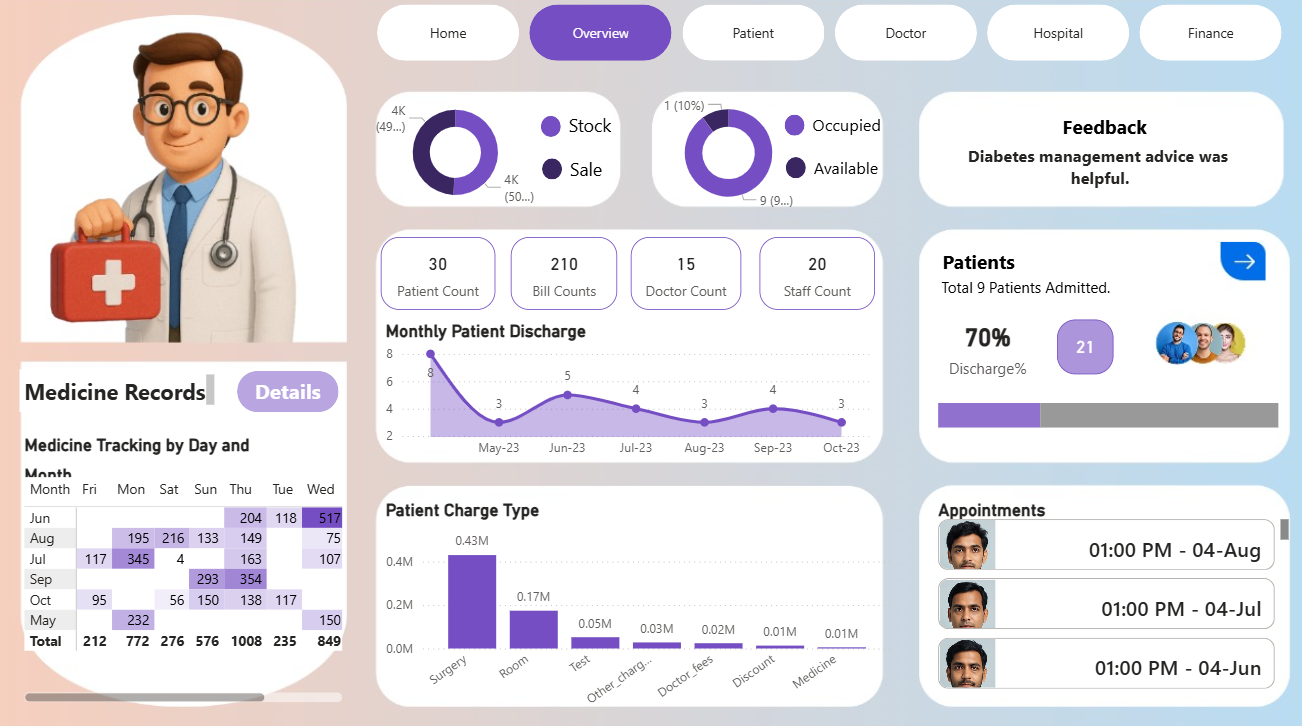 Home
Overview
Patient
Doctor
Hospital
Finance
4K
(49...)
4K
(50...)
Stock
Sale
1 (10%)
9 (9...)
Occupied
Available
Feedback
Diabetes management advice was
helpful.
30
Patient Count
210
Bill Counts
15
Doctor Count
20
Staff Count
Monthly Patient Discharge
8
6
4
2
8
3
5
4
3
4
3
May-23
Jun-23
Jul-23
Aug-23
Sep-23
Oct-23
Patients
Total 9 Patients Admitted.
70%
Discharge%
21
Medicine Records
Details
Medicine Tracking by Day and
Month
Month Fri Mon Sat Sun Thu Tue Wed
Jun 204 118 517
Aug 195 216 133 149 75
Jul 117 345 4 163 107
Sep 293 354
Oct 95 56 150 138 117
May 232 150
Total 212 772 276 576 1008 235 849
Patient Charge Type
0.4M
0.2M
0.0M
0.43M
0.17M
0.05M
0.03M
0.02M
0.01M
0.01M
Surgery
Room
Test
Other_charg...
Doctor_fees
Discount
Medicine
Appointments
01:00 PM - 04-Aug
01:00 PM - 04-Jul
01:00 PM - 04-Jun